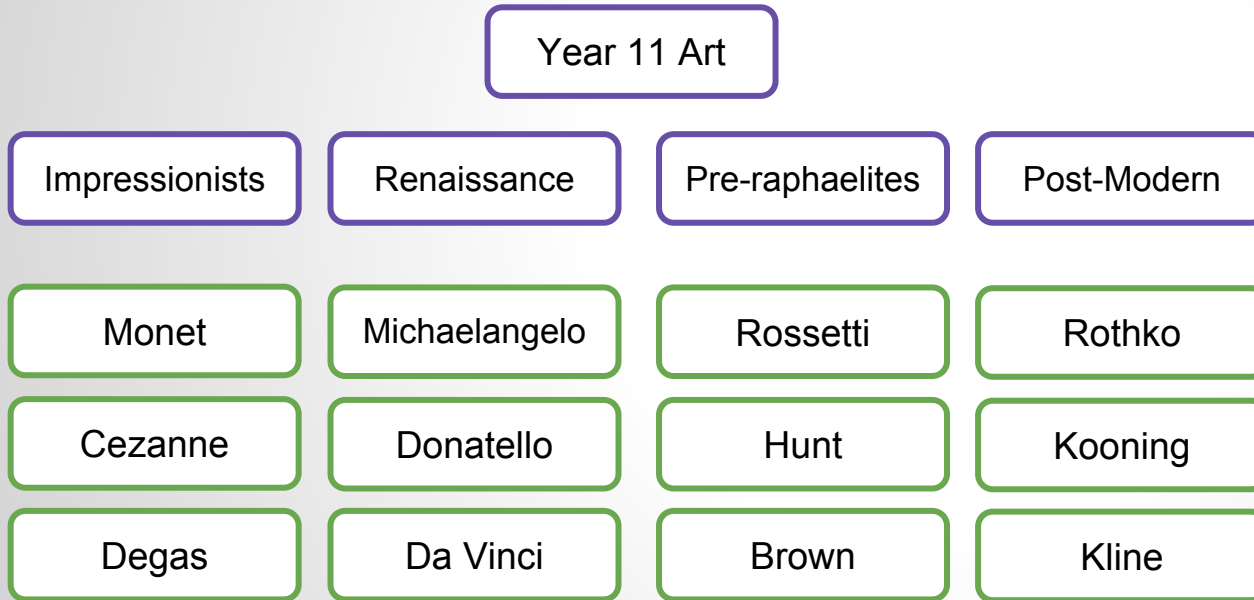 Year 11 Art
Impressionists
Renaissance
Pre-raphaelites
Post-Modern
Monet
Michaelangelo
Rossetti
Rothko
Cezanne
Donatello
Hunt
Kooning
Degas
Da Vinci
Brown
Kline